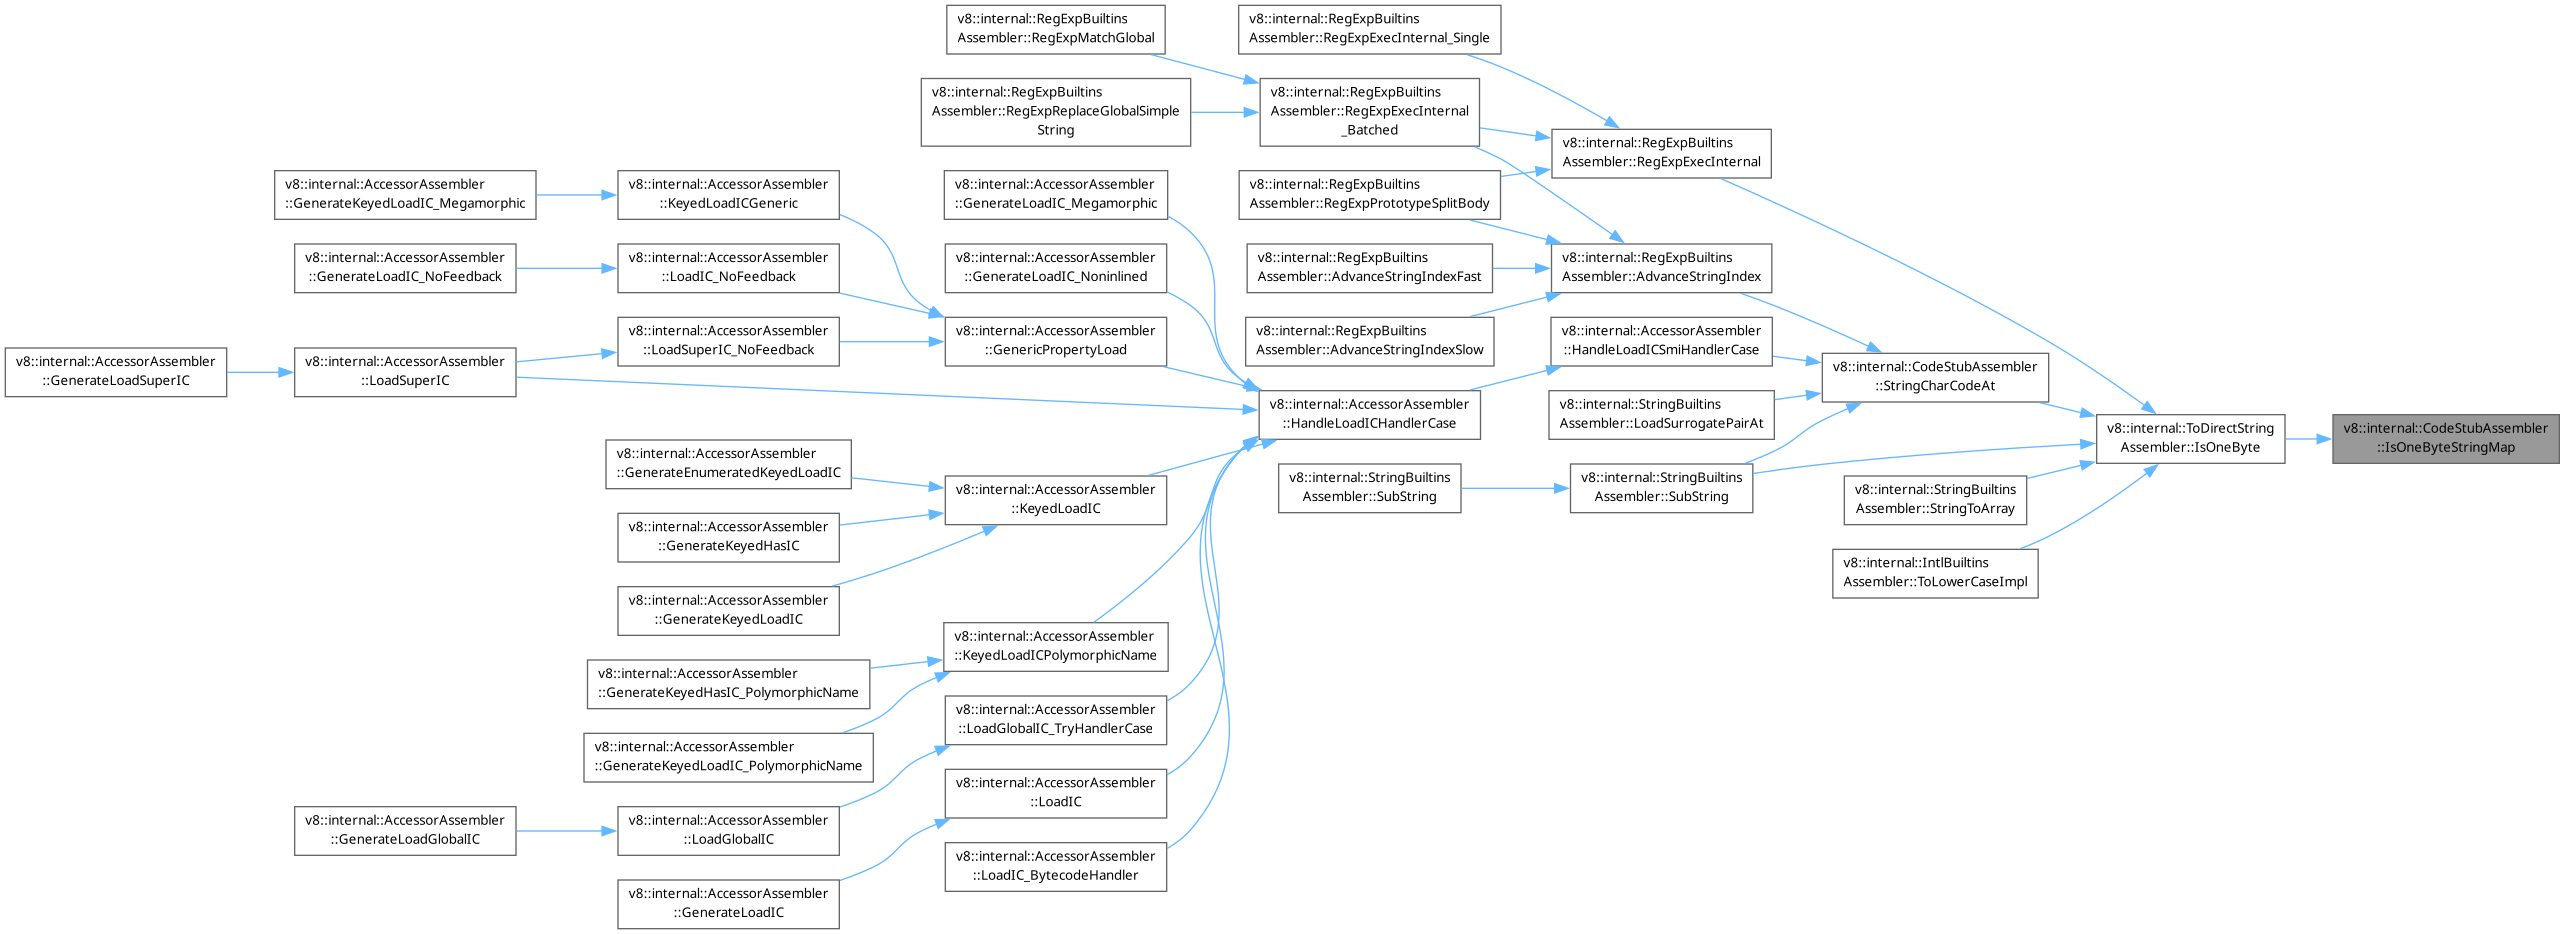 v8::internal::RegExpBuiltins
Assembler::RegExpMatchGlobal
v8::internal::RegExpBuiltins
Assembler::RegExpExecInternal_Single
v8::internal::RegExpBuiltins
Assembler::RegExpReplaceGlobalSimple
String
v8::internal::RegExpBuiltins
Assembler::RegExpExecInternal
_Batched
v8::internal::RegExpBuiltins
Assembler::RegExpExecInternal
v8::internal::AccessorAssembler
::GenerateKeyedLoadIC_Megamorphic
v8::internal::AccessorAssembler
::KeyedLoadICGeneric
v8::internal::AccessorAssembler
::GenerateLoadIC_Megamorphic
v8::internal::RegExpBuiltins
Assembler::RegExpPrototypeSplitBody
v8::internal::AccessorAssembler
::GenerateLoadIC_NoFeedback
v8::internal::AccessorAssembler
::LoadIC_NoFeedback
v8::internal::AccessorAssembler
::GenerateLoadIC_Noninlined
v8::internal::RegExpBuiltins
Assembler::AdvanceStringIndexFast
v8::internal::RegExpBuiltins
Assembler::AdvanceStringIndex
v8::internal::AccessorAssembler
::LoadSuperIC_NoFeedback
v8::internal::AccessorAssembler
::GenericPropertyLoad
v8::internal::RegExpBuiltins
Assembler::AdvanceStringIndexSlow
v8::internal::AccessorAssembler
::HandleLoadICSmiHandlerCase
v8::internal::AccessorAssembler
::GenerateLoadSuperIC
v8::internal::AccessorAssembler
::LoadSuperIC
v8::internal::CodeStubAssembler
::StringCharCodeAt
v8::internal::AccessorAssembler
::HandleLoadICHandlerCase
v8::internal::StringBuiltins
Assembler::LoadSurrogatePairAt
v8::internal::ToDirectString
Assembler::IsOneByte
v8::internal::CodeStubAssembler
::IsOneByteStringMap
v8::internal::AccessorAssembler
::GenerateEnumeratedKeyedLoadIC
v8::internal::AccessorAssembler
::KeyedLoadIC
v8::internal::StringBuiltins
Assembler::SubString
v8::internal::StringBuiltins
Assembler::SubString
v8::internal::StringBuiltins
Assembler::StringToArray
v8::internal::AccessorAssembler
::GenerateKeyedHasIC
v8::internal::IntlBuiltins
Assembler::ToLowerCaseImpl
v8::internal::AccessorAssembler
::GenerateKeyedLoadIC
v8::internal::AccessorAssembler
::KeyedLoadICPolymorphicName
v8::internal::AccessorAssembler
::GenerateKeyedHasIC_PolymorphicName
v8::internal::AccessorAssembler
::LoadGlobalIC_TryHandlerCase
v8::internal::AccessorAssembler
::GenerateKeyedLoadIC_PolymorphicName
v8::internal::AccessorAssembler
::LoadIC
v8::internal::AccessorAssembler
::GenerateLoadGlobalIC
v8::internal::AccessorAssembler
::LoadGlobalIC
v8::internal::AccessorAssembler
::LoadIC_BytecodeHandler
v8::internal::AccessorAssembler
::GenerateLoadIC